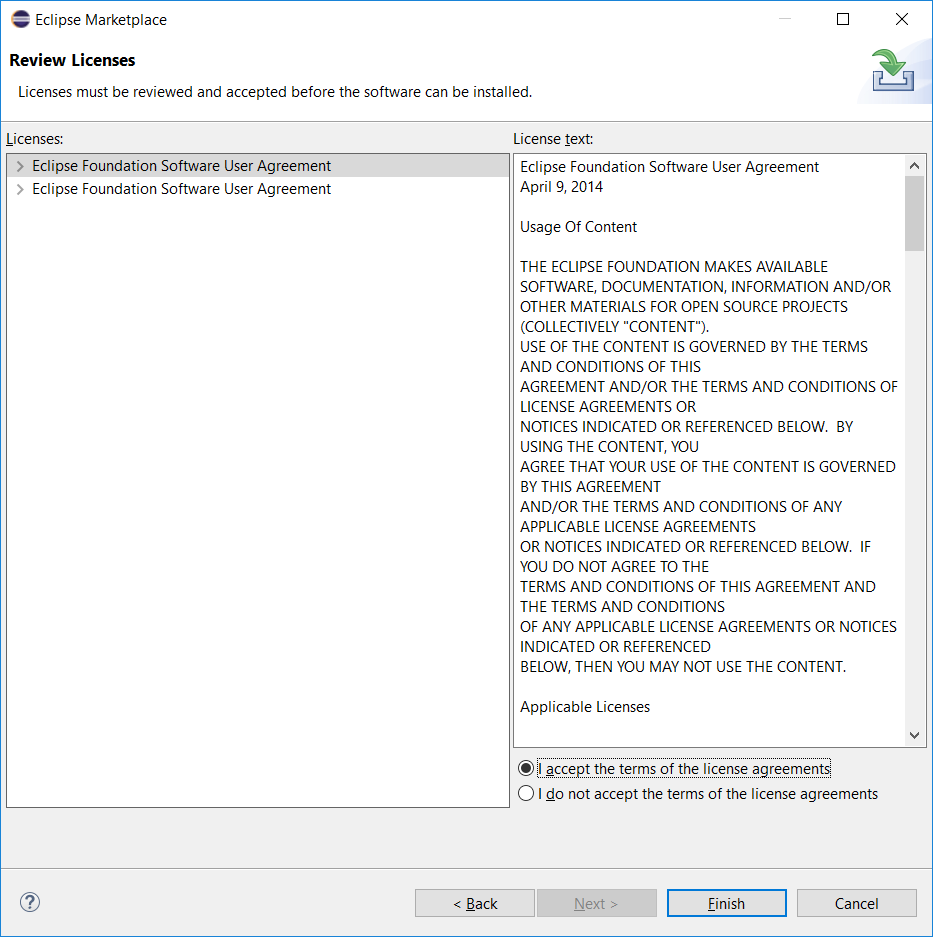 Eclipse Marketplace
Review Licenses
Licenses must be reviewed and accepted before the software can be installed.
Licenses:
Eclipse Foundation Software User Agreement
Eclipse Foundation Software User Agreement
License text:
Eclipse Foundation Software User Agreement
April 9, 2014
Usage Of Content
THE ECLIPSE FOUNDATION MAKES AVAILABLE
SOFTWARE, DOCUMENTATION, INFORMATION AND/OR
OTHER MATERIALS FOR OPEN SOURCE PROJECTS
(COLLECTIVELY "CONTENT").
USE OF THE CONTENT IS GOVERNED BY THE TERMS
AND CONDITIONS OF THIS
AGREEMENT AND/OR THE TERMS AND CONDITIONS OF
LICENSE AGREEMENTS OR
NOTICES INDICATED OR REFERENCED BELOW.  BY
USING THE CONTENT, YOU
AGREE THAT YOUR USE OF THE CONTENT IS GOVERNED
BY THIS AGREEMENT
AND/OR THE TERMS AND CONDITIONS OF ANY
APPLICABLE LICENSE AGREEMENTS
OR NOTICES INDICATED OR REFERENCED BELOW.  IF
YOU DO NOT AGREE TO THE
TERMS AND CONDITIONS OF THIS AGREEMENT AND
THE TERMS AND CONDITIONS
OF ANY APPLICABLE LICENSE AGREEMENTS OR NOTICES
INDICATED OR REFERENCED
BELOW, THEN YOU MAY NOT USE THE CONTENT.
Applicable Licenses
I accept the terms of the license agreements
I do not accept the terms of the license agreements
?
< Back
Next >
Finish
Cancel